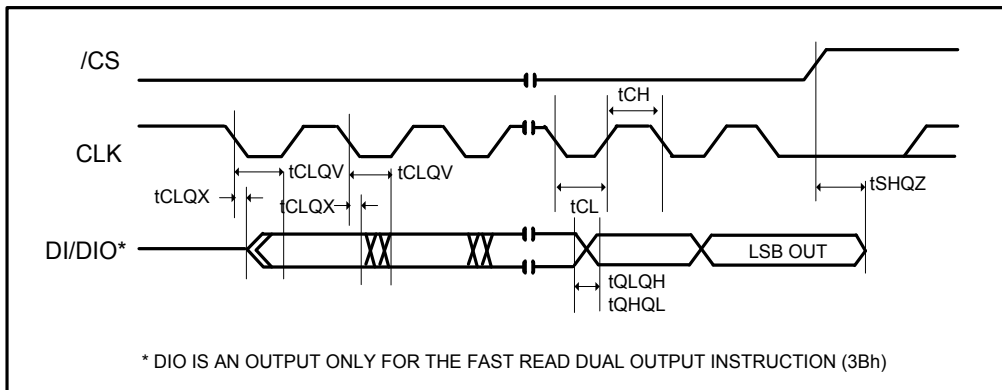 /CS
tCH
CLK
tCLQV
tCLQV
tSHQZ
tCLQX
tCLQX
tCL
DI/DIO*
LSB OUT
tQLQH
tQHQL
* DIO IS AN OUTPUT ONLY FOR THE FAST READ DUAL OUTPUT INSTRUCTION (3Bh)